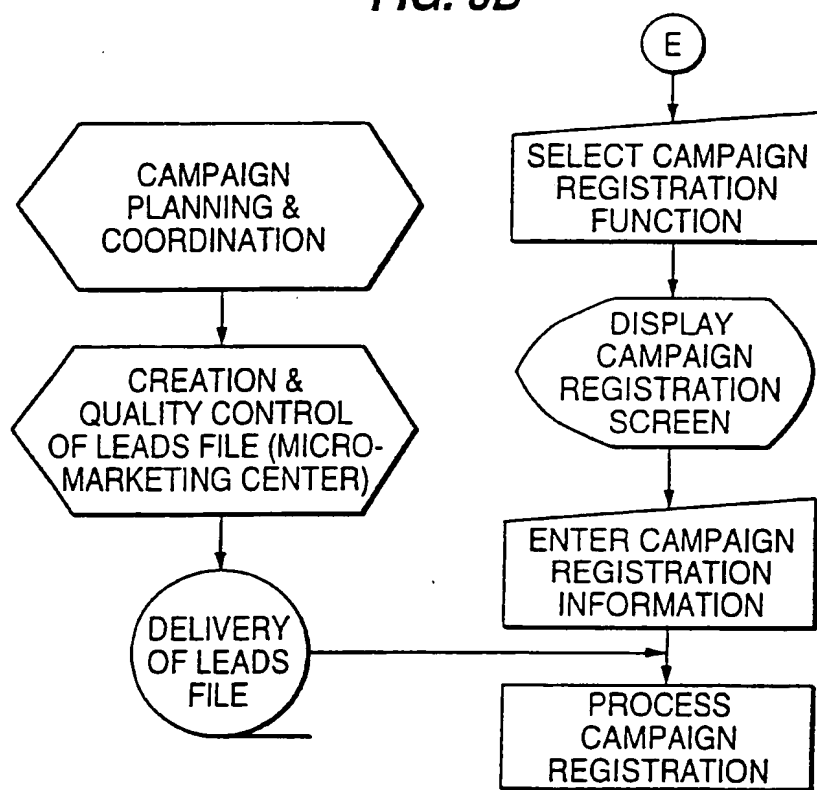 E
CAMPAIGN
PLANNING &
COORDINATION
CREATION &
QUALITY CONTROL
OF LEADS FILE (MICRO-
MARKETING CENTER)
DELIVERY
OF LEADS
FILE
SELECT CAMPAIGN
REGISTRATION
FUNCTION
DISPLAY
CAMPAIGN
REGISTRATION
SCREEN
ENTER CAMPAIGN
REGISTRATION
INFORMATION
PROCESS
CAMPAIGN
REGISTRATION